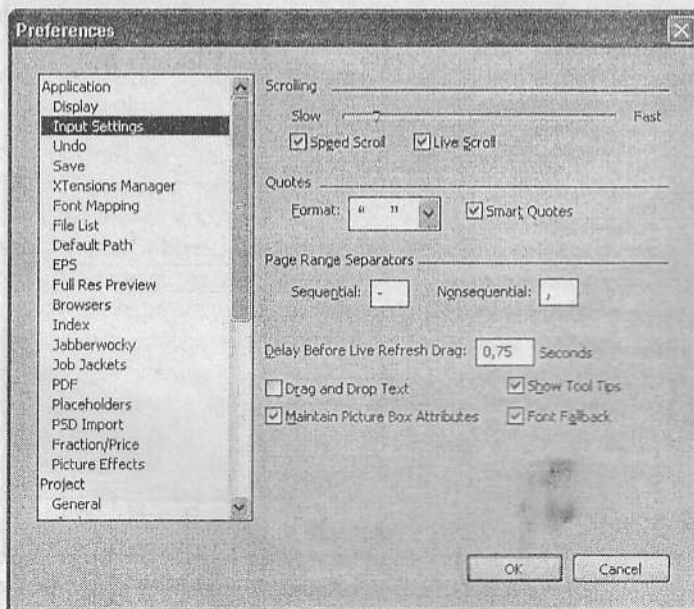 Preferences
Application
Display
Input Settings
Undo
Save
XTensions Manager
Font Mapping
File List
Default Path
EPS
Full Res Preview
Browsers
Index
Jabberwocky
Job Jackets
PDF
Placeholders
PSD Import
Fraction/Price
Picture Effects
Project
General
Scrolling
Slow Fast
Speed Scroll Live Scroll
Quotes
Format: “ ” Smart Quotes
Page Range Separators
Sequential: - Nonsequential: ,
Delay Before Live Refresh Drag: 0,75 Seconds
Drag and Drop Text Show Tool Tips
Maintain Picture Box Attributes Font Fallback
OK Cancel